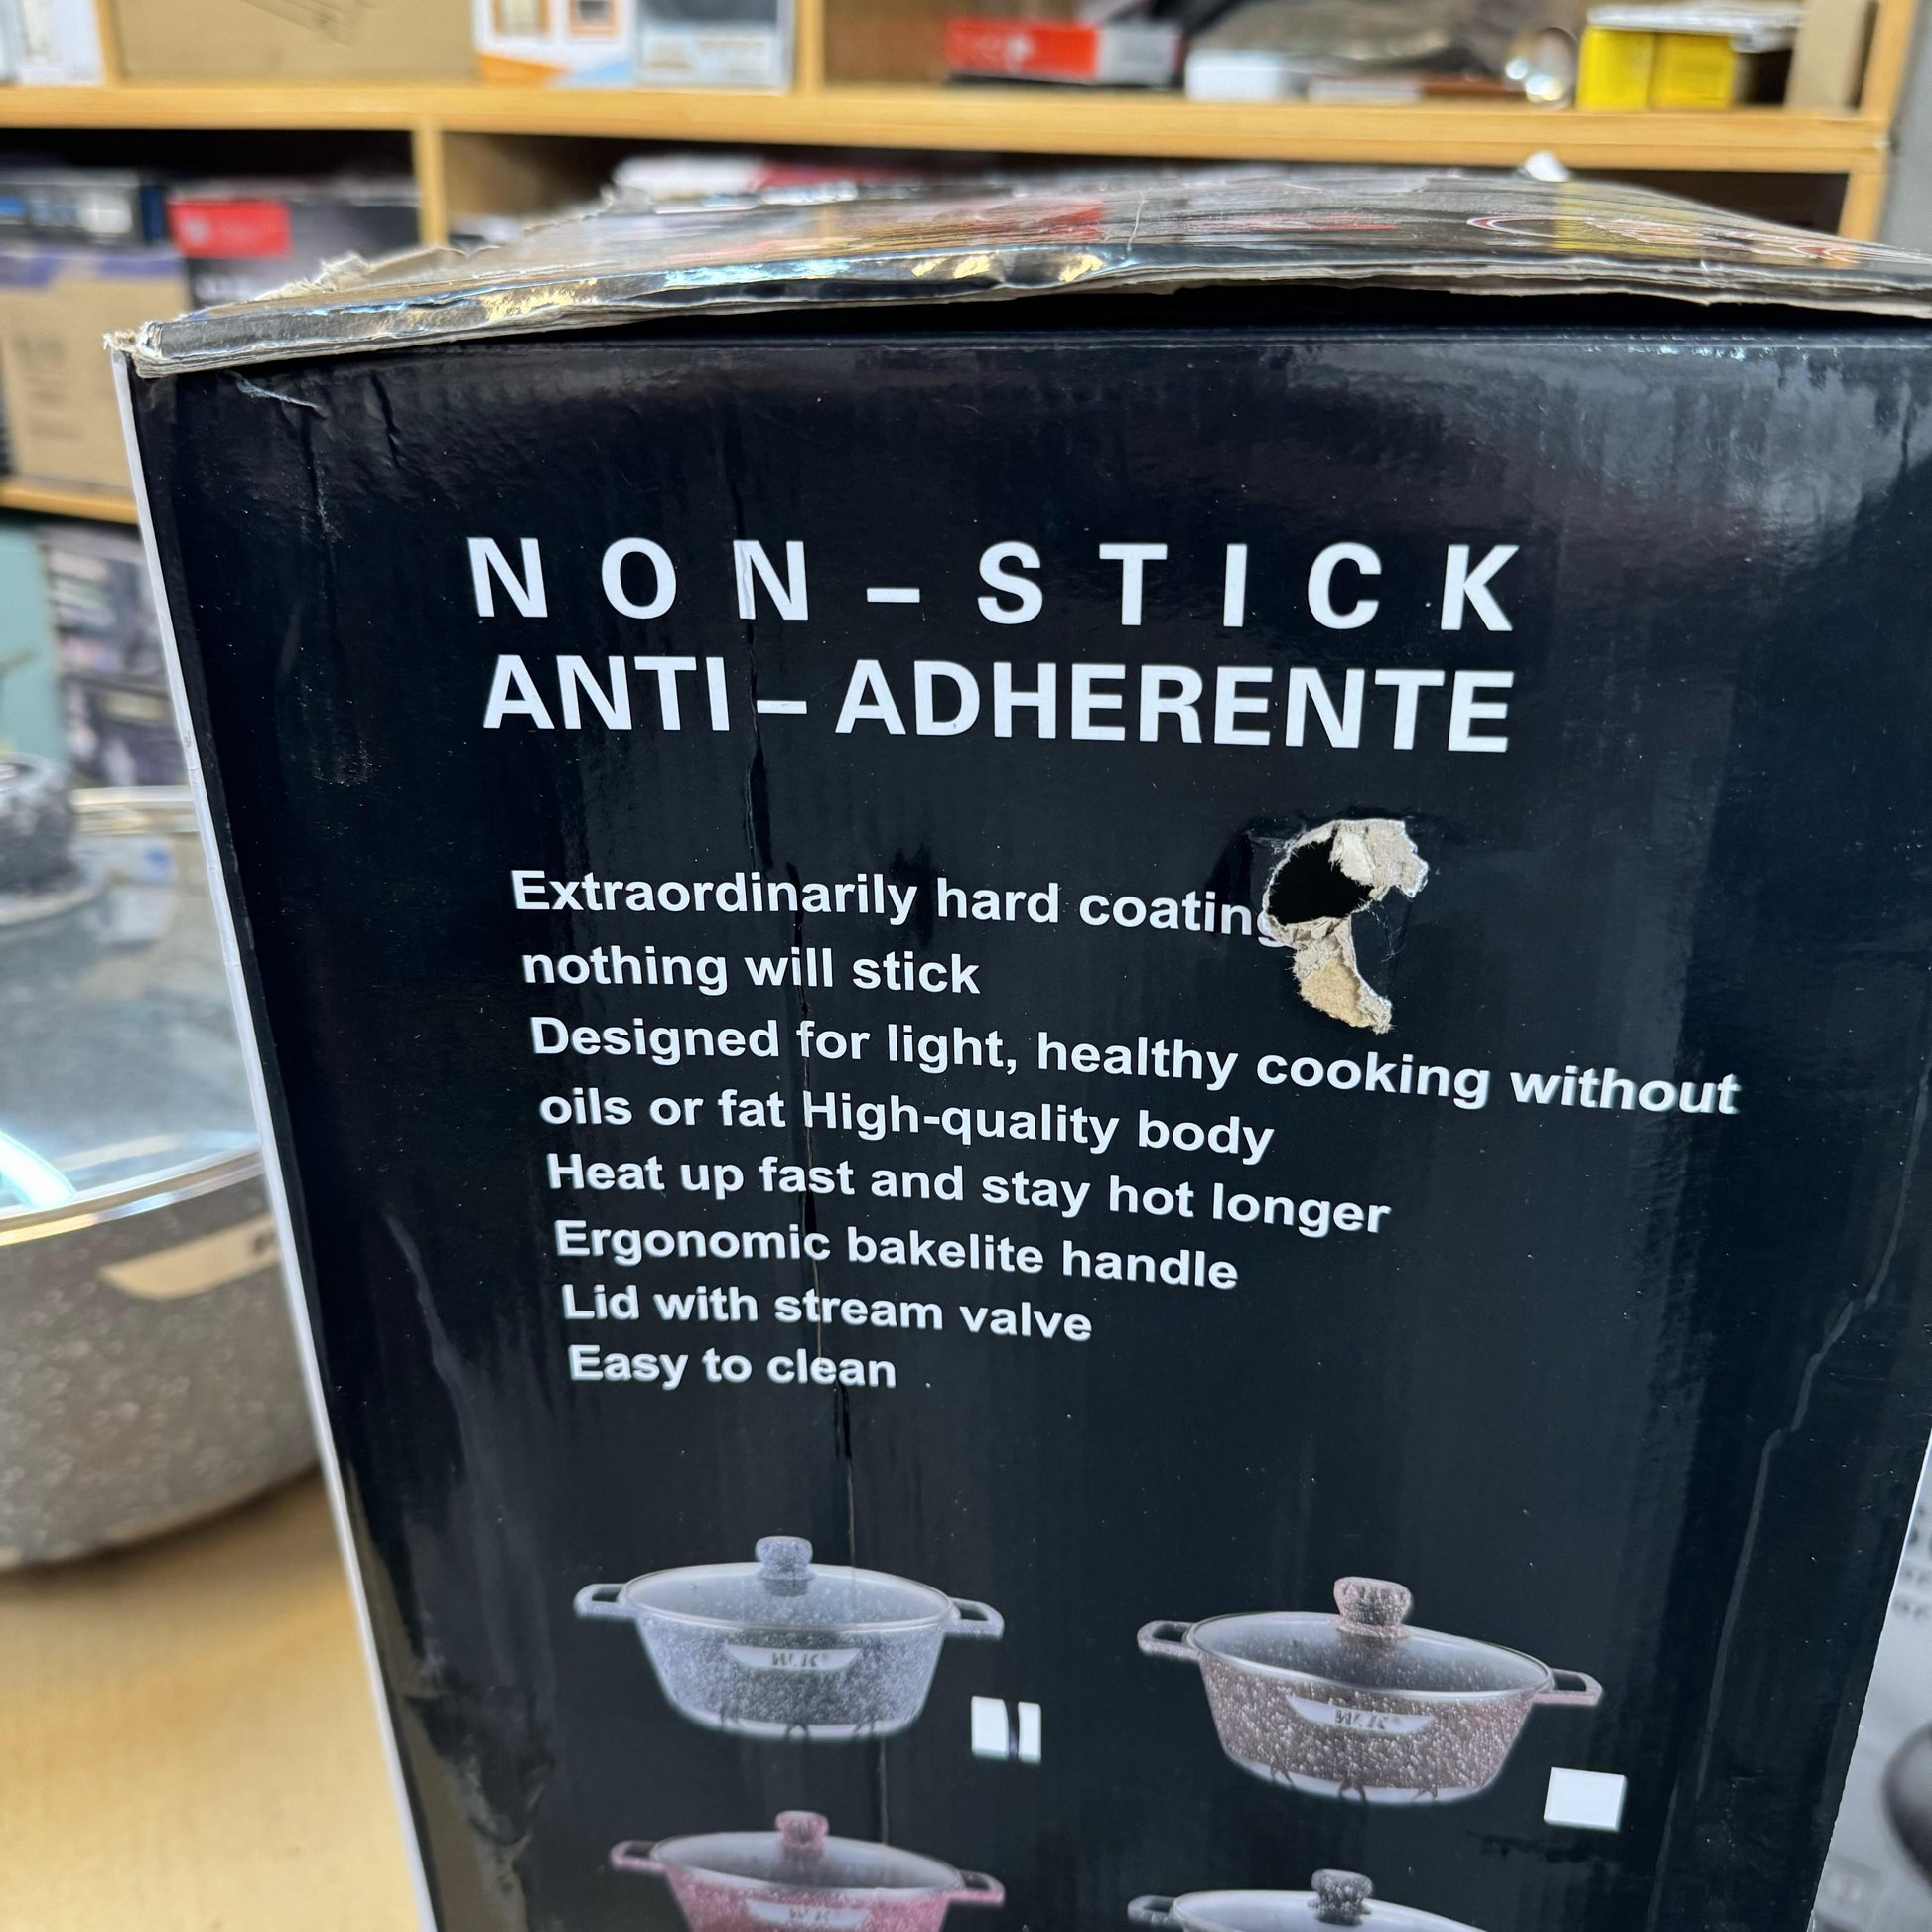 NON-STICK
ANTI-ADHERENTE
Extraordinarily hard coating
nothing will stick
Designed for light, healthy cooking without
oils or fat High-quality body
Heat up fast and stay hot longer
Ergonomic bakelite handle
Lid with stream valve
Easy to clean